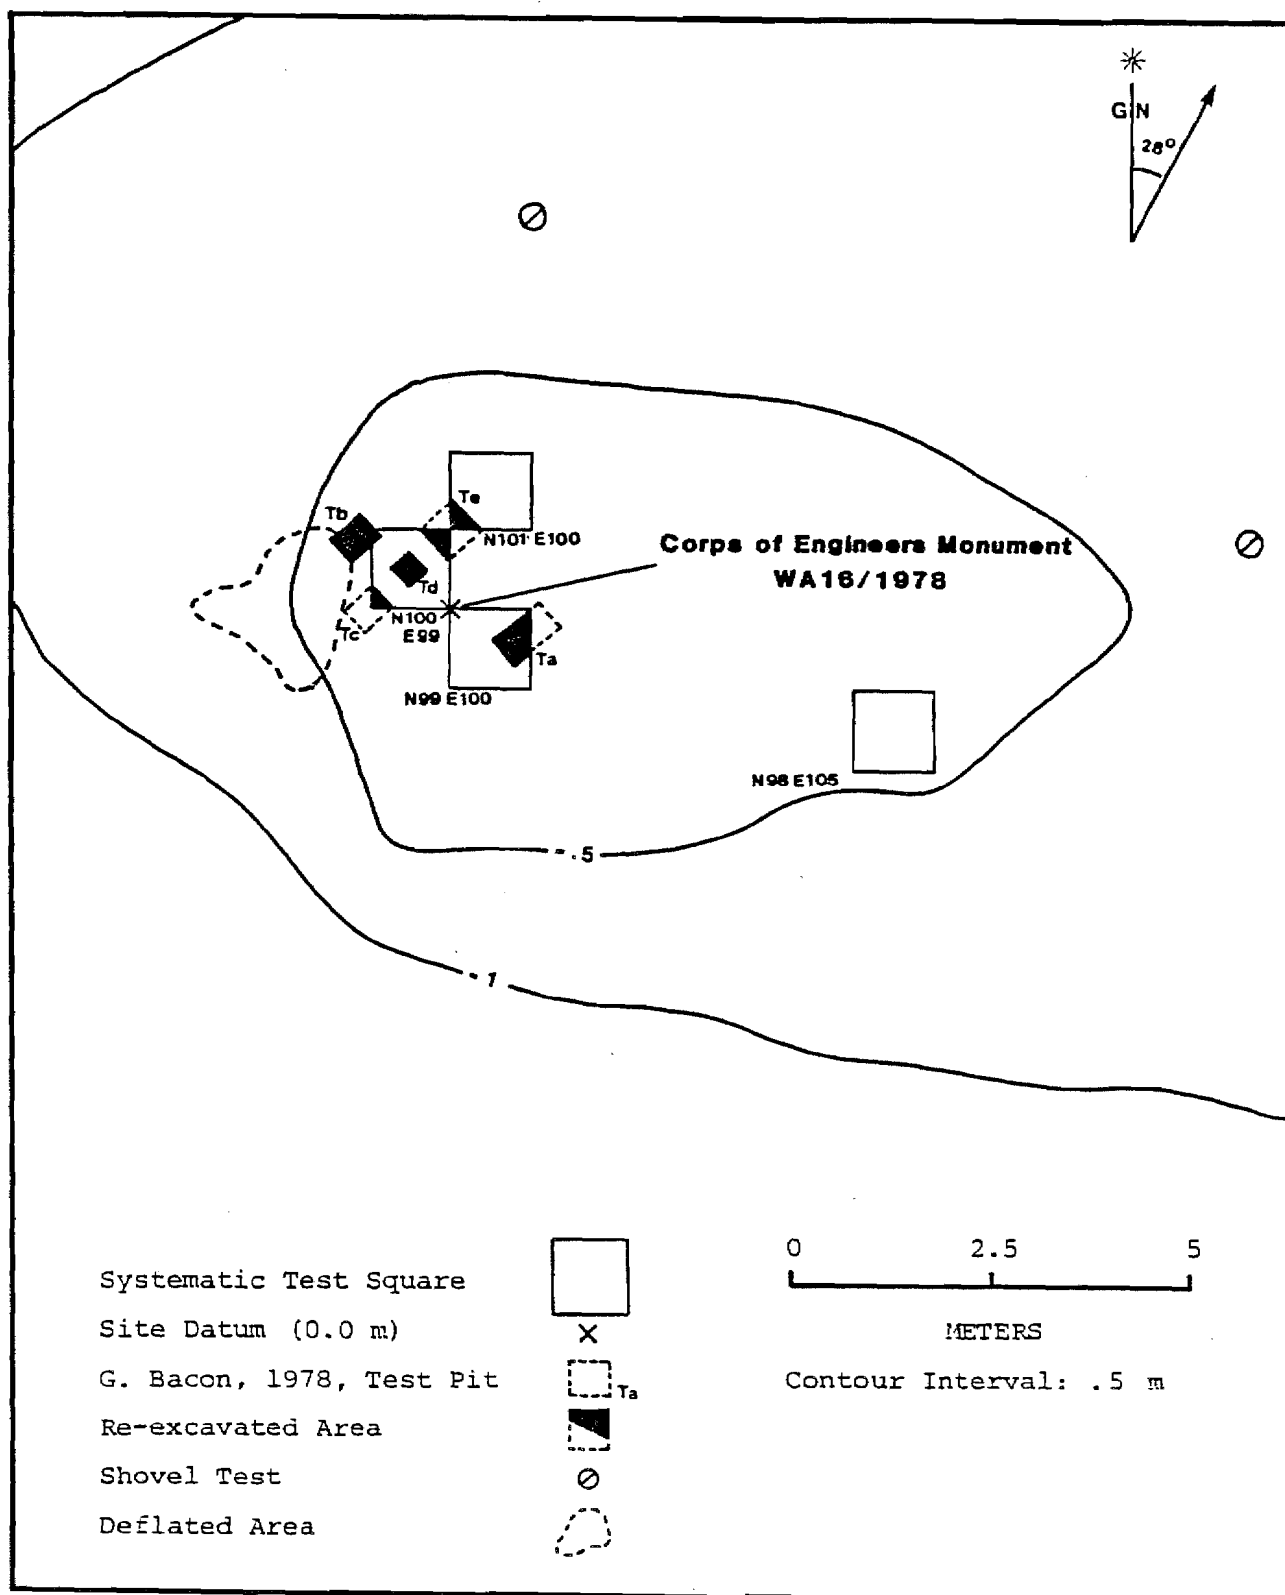 GN
28°
Te
Tb
N101 E100
Corps of Engineers Monument
WA16/1978
Td
Tc
N100
E99
Ta
N99 E100
N98 E105
-.5
-1
Systematic Test Square
Site Datum (0.0 m)
G. Bacon, 1978, Test Pit
Ta
Re-excavated Area
Shovel Test
Deflated Area
0 2.5 5
METERS
Contour Interval: .5 m